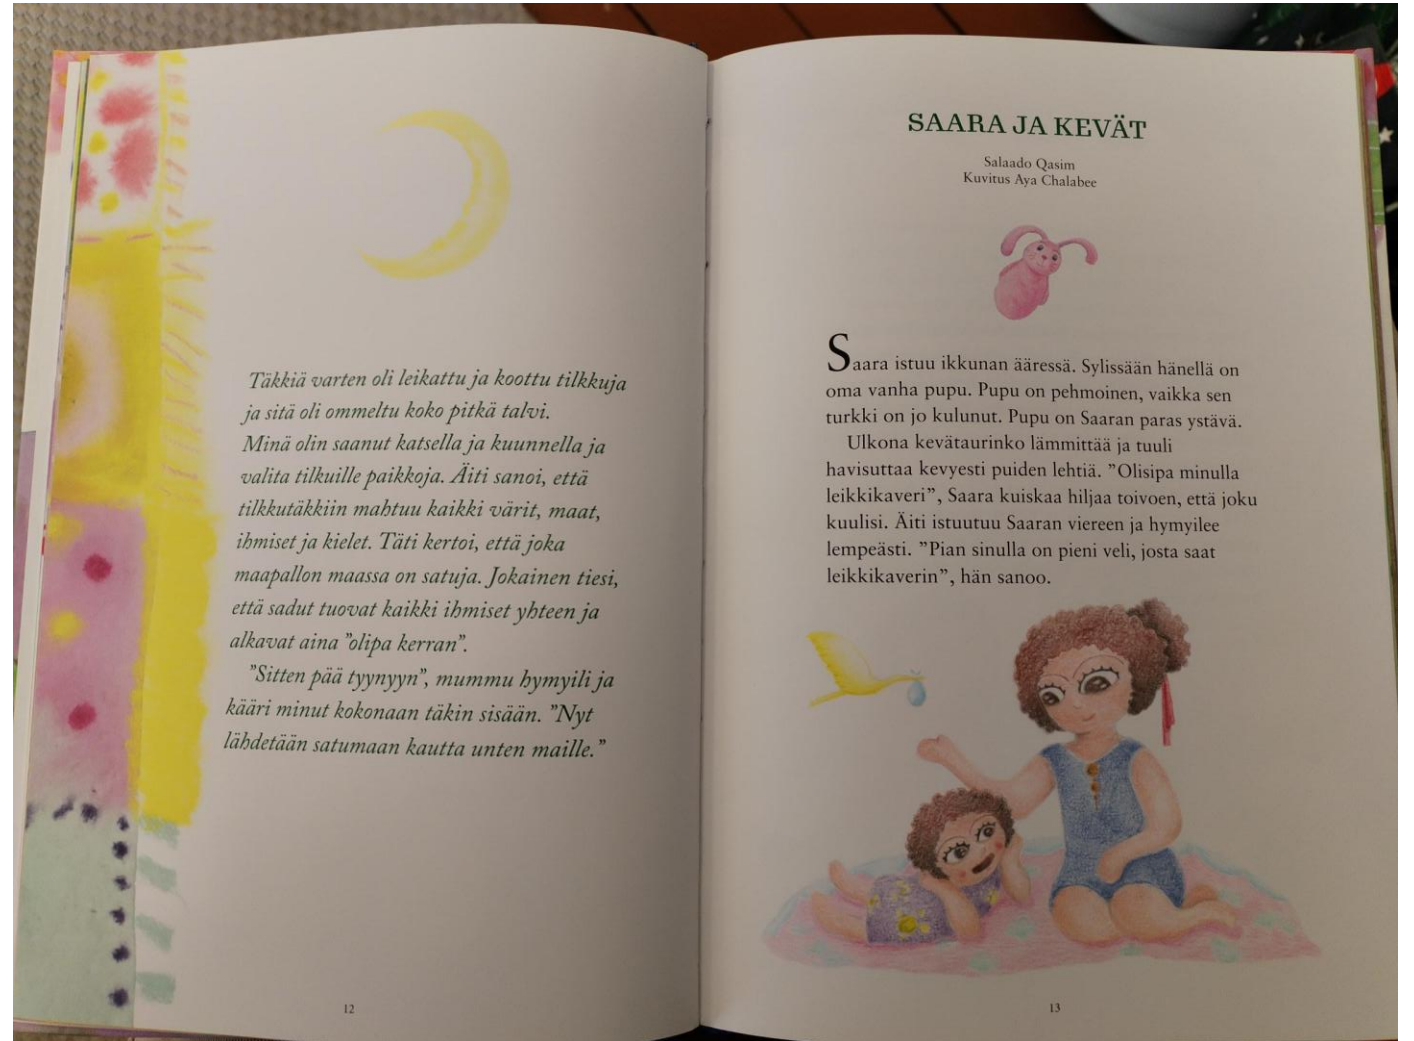 Täkkiä varten oli leikattu ja koottu tilkkuja
ja sitä oli ommeltu koko pitkä talvi.
Minä olin saanut katsella ja kuunnella ja
valita tilkuille paikkoja. Äiti sanoi, että
tilkkutäkkiin mahtuu kaikki värit, maat,
ihmiset ja kielet. Täti kertoi, että joka
maapallon maassa on satuja. Jokainen tiesi,
että sadut tuovat kaikki ihmiset yhteen ja
alkavat aina ”olipa kerran”.
”Sitten pää tyynyyn”, mummu hymyili ja
kääri minut kokonaan täkin sisään. ”Nyt
lähdetään satumaan kautta unten maille.”
12
SAARA JA KEVÄT
Salaado Qasim
Kuvitus Aya Chalabee
Saara istuu ikkunan ääressä. Sylissään hänellä on
oma vanha pupu. Pupu on pehmoinen, vaikka sen
turkki on jo kulunut. Pupu on Saaran paras ystävä.
Ulkona kevätaurinko lämmittää ja tuuli
havisuttaa kevyesti puiden lehtiä. ”Olisipa minulla
leikkikaveri”, Saara kuiskaa hiljaa toivoen, että joku
kuulisi. Äiti istuutuu Saaran viereen ja hymyilee
lempeästi. ”Pian sinulla on pieni veli, josta saat
leikkikaverin”, hän sanoo.
13